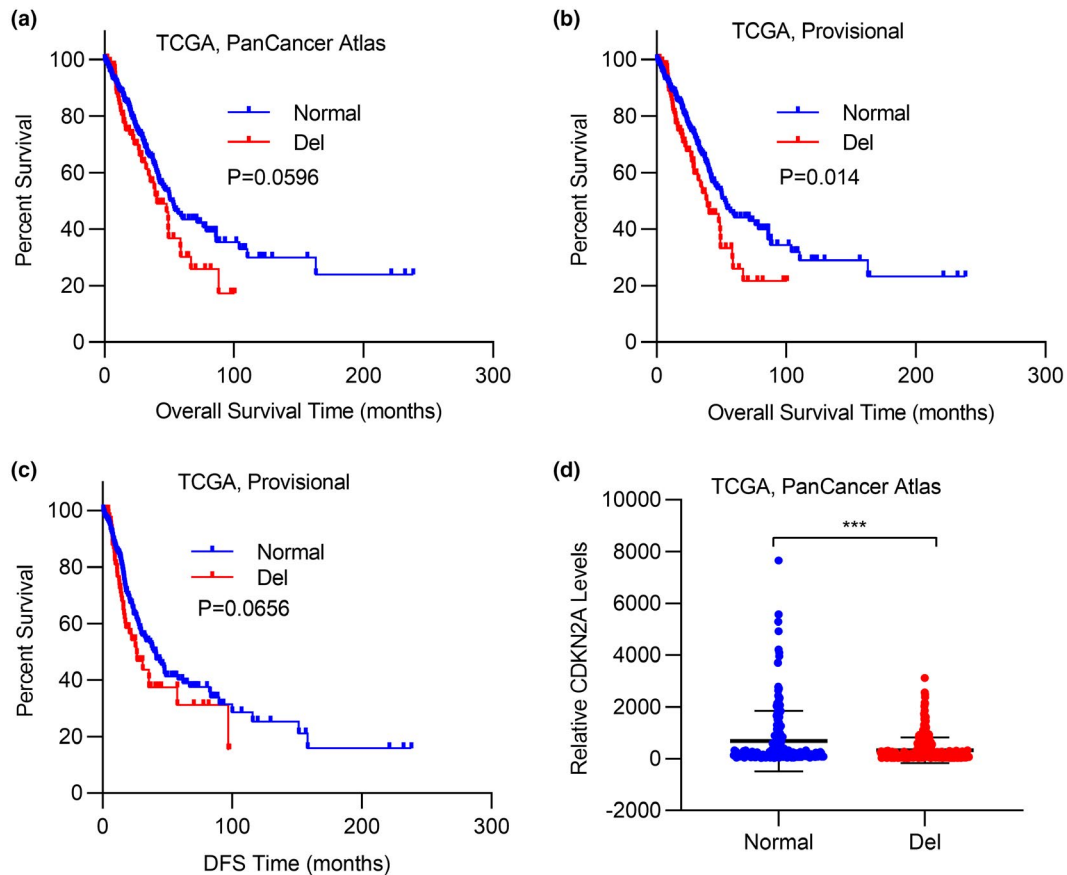 (a)
TCGA, PanCancer Atlas
100
80
60
40
20
0
Percent Survival
Normal
Del
P=0.0596
0 100 200 300
Overall Survival Time (months)
(b)
TCGA, Provisional
100
80
60
40
20
0
Percent Survival
Normal
Del
P=0.014
0 100 200 300
Overall Survival Time (months)
(c)
TCGA, Provisional
100
80
60
40
20
0
Percent Survival
Normal
Del
P=0.0656
0 100 200 300
DFS Time (months)
(d)
TCGA, PanCancer Atlas
10000
8000
6000
4000
2000
0
-2000
Relative CDKN2A Levels
***
Normal Del